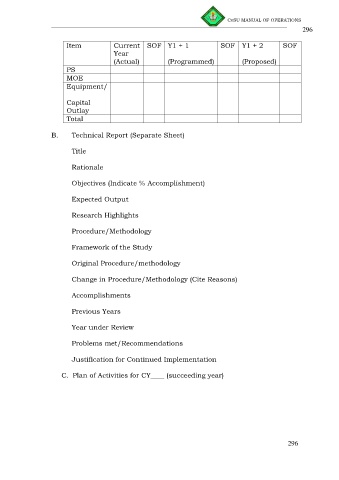 CNSU MANUAL OF OPERATIONS
296
Item Current Year (Actual) SOF Y1 + 1 (Programmed) SOF Y1 + 2 (Proposed) SOF
PS
MOE
Equipment/
Capital
Outlay
Total
B. Technical Report (Separate Sheet)
Title
Rationale
Objectives (Indicate % Accomplishment)
Expected Output
Research Highlights
Procedure/Methodology
Framework of the Study
Original Procedure/methodology
Change in Procedure/Methodology (Cite Reasons)
Accomplishments
Previous Years
Year under Review
Problems met/Recommendations
Justification for Continued Implementation
C. Plan of Activities for CY____ (succeeding year)
296